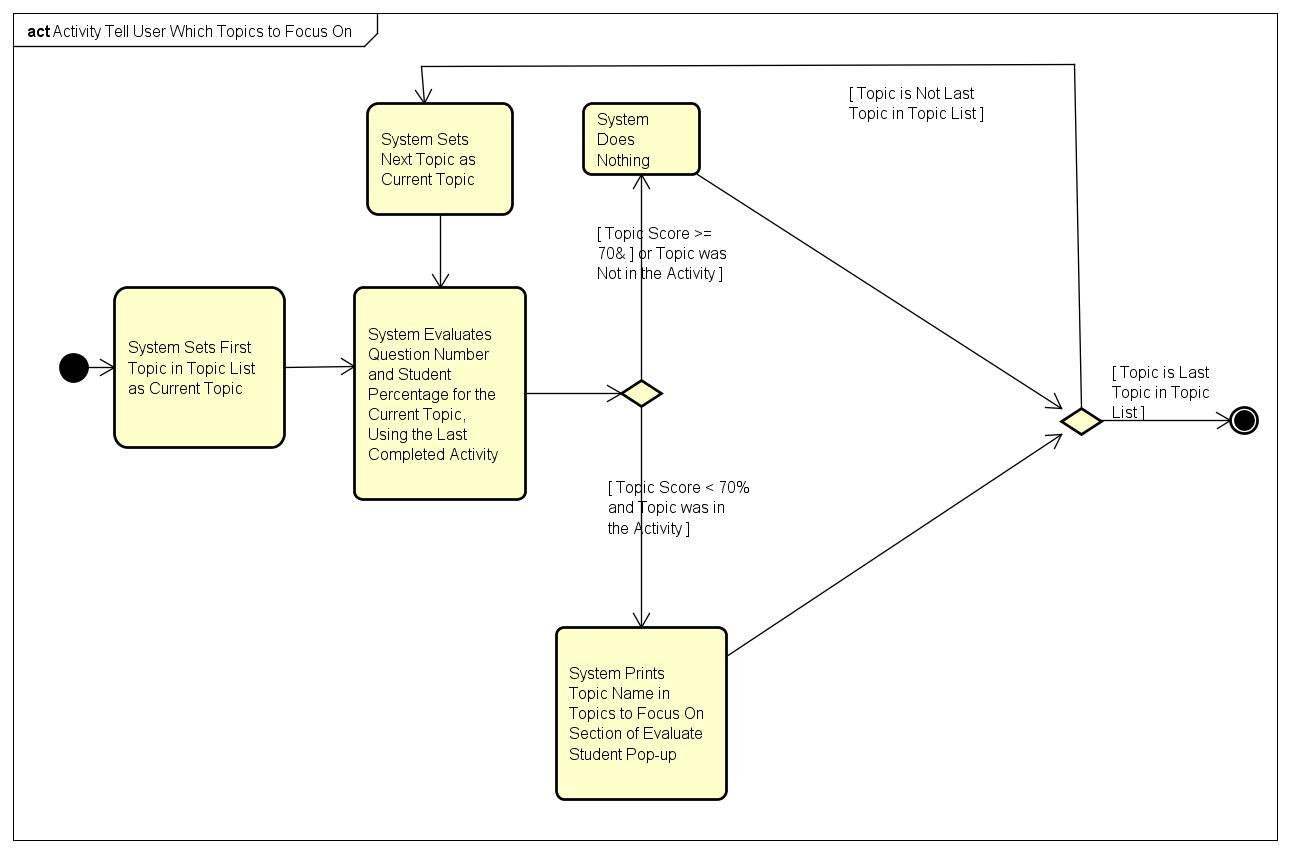 act Activity Tell User Which Topics to Focus On
[ Topic is Not Last
Topic in Topic List ]
System Sets
Next Topic as
Current Topic
System
Does
Nothing
[ Topic Score >=
70& ] or Topic was
Not in the Activity ]
System Sets First
Topic in Topic List
as Current Topic
System Evaluates
Question Number
and Student
Percentage for the
Current Topic,
Using the Last
Completed Activity
[ Topic is Last
Topic in Topic
List ]
[ Topic Score < 70%
and Topic was in
the Activity ]
System Prints
Topic Name in
Topics to Focus On
Section of Evaluate
Student Pop-up